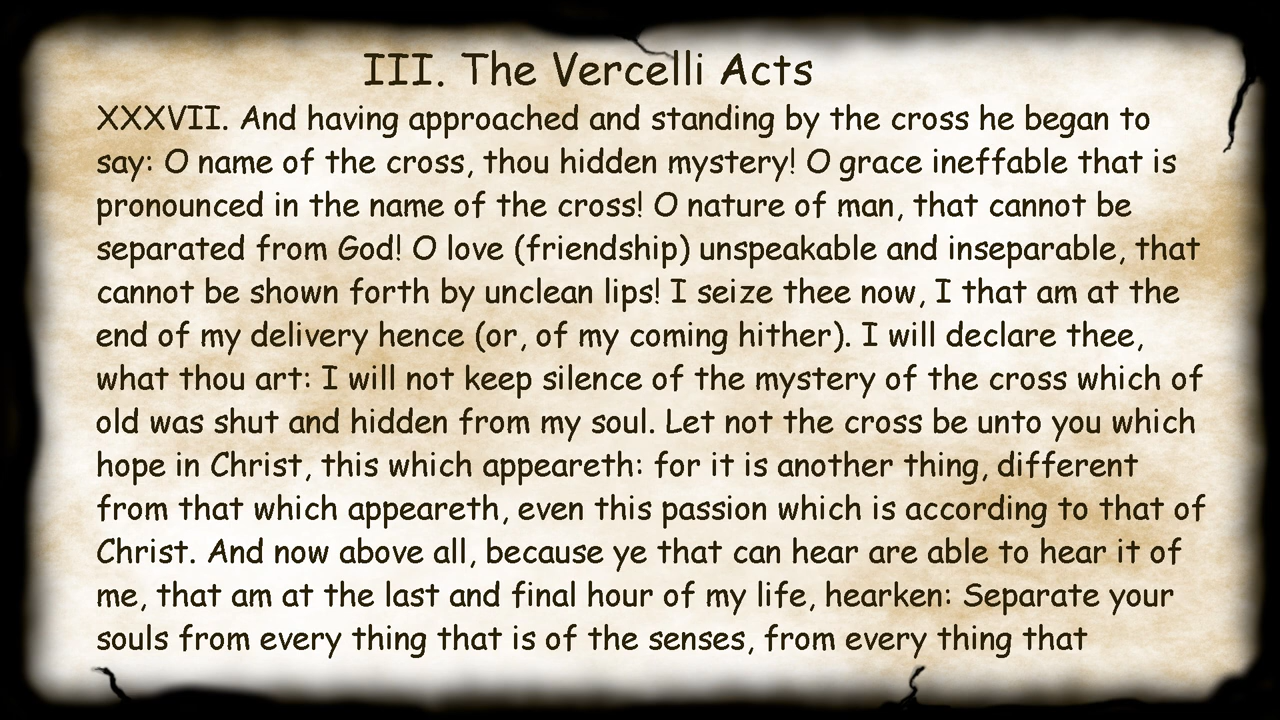 III. The Vercelli Acts
XXXVII. And having approached and standing by the cross he began to
say: O name of the cross, thou hidden mystery! O grace ineffable that is
pronounced in the name of the cross! O nature of man, that cannot be
separated from God! O love (friendship) unspeakable and inseparable, that
cannot be shown forth by unclean lips! I seize thee now, I that am at the
end of my delivery hence (or, of my coming hither). I will declare thee,
what thou art: I will not keep silence of the mystery of the cross which of
old was shut and hidden from my soul. Let not the cross be unto you which
hope in Christ, this which appeareth: for it is another thing, different
from that which appeareth, even this passion which is according to that of
Christ. And now above all, because ye that can hear are able to hear it of
me, that am at the last and final hour of my life, hearken: Separate your
souls from every thing that is of the senses, from every thing that